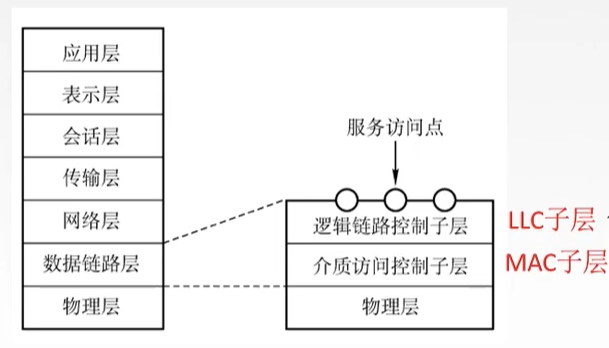 应用层
表示层
会话层
传输层
网络层
数据链路层
物理层
服务访问点
逻辑链路控制子层
LLC子层
介质访问控制子层
MAC子层
物理层